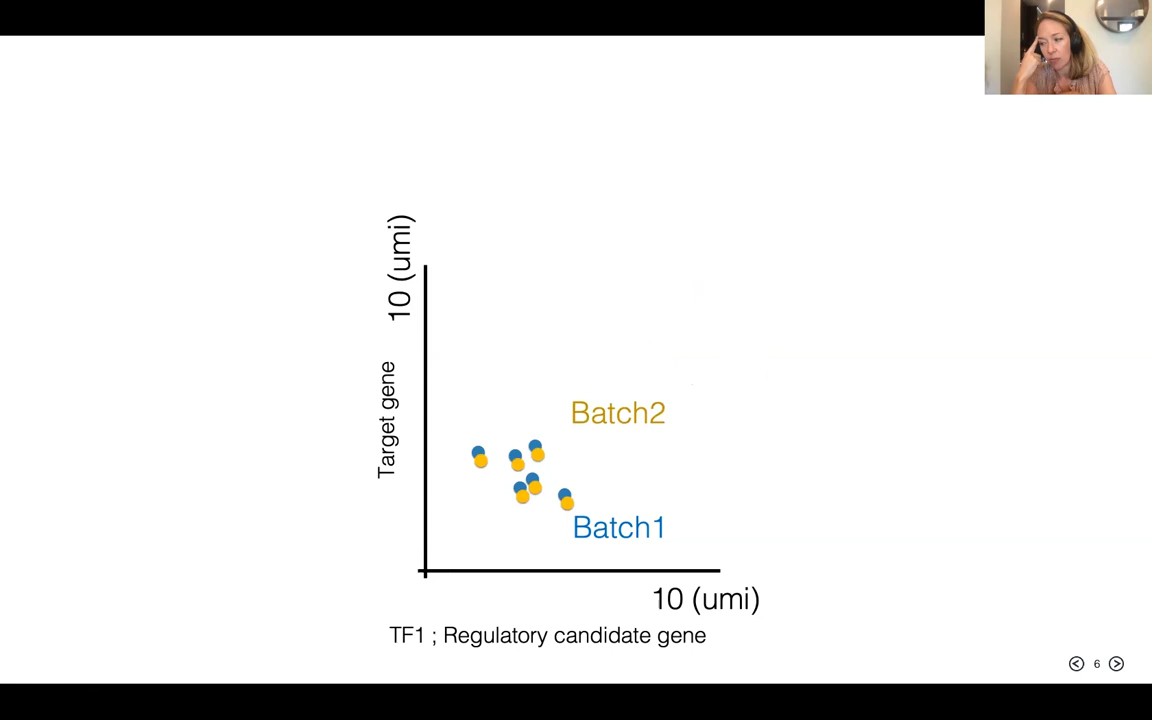 10 (umi)
Target gene
Batch2
Batch1
10 (umi)
TF1 ; Regulatory candidate gene
6